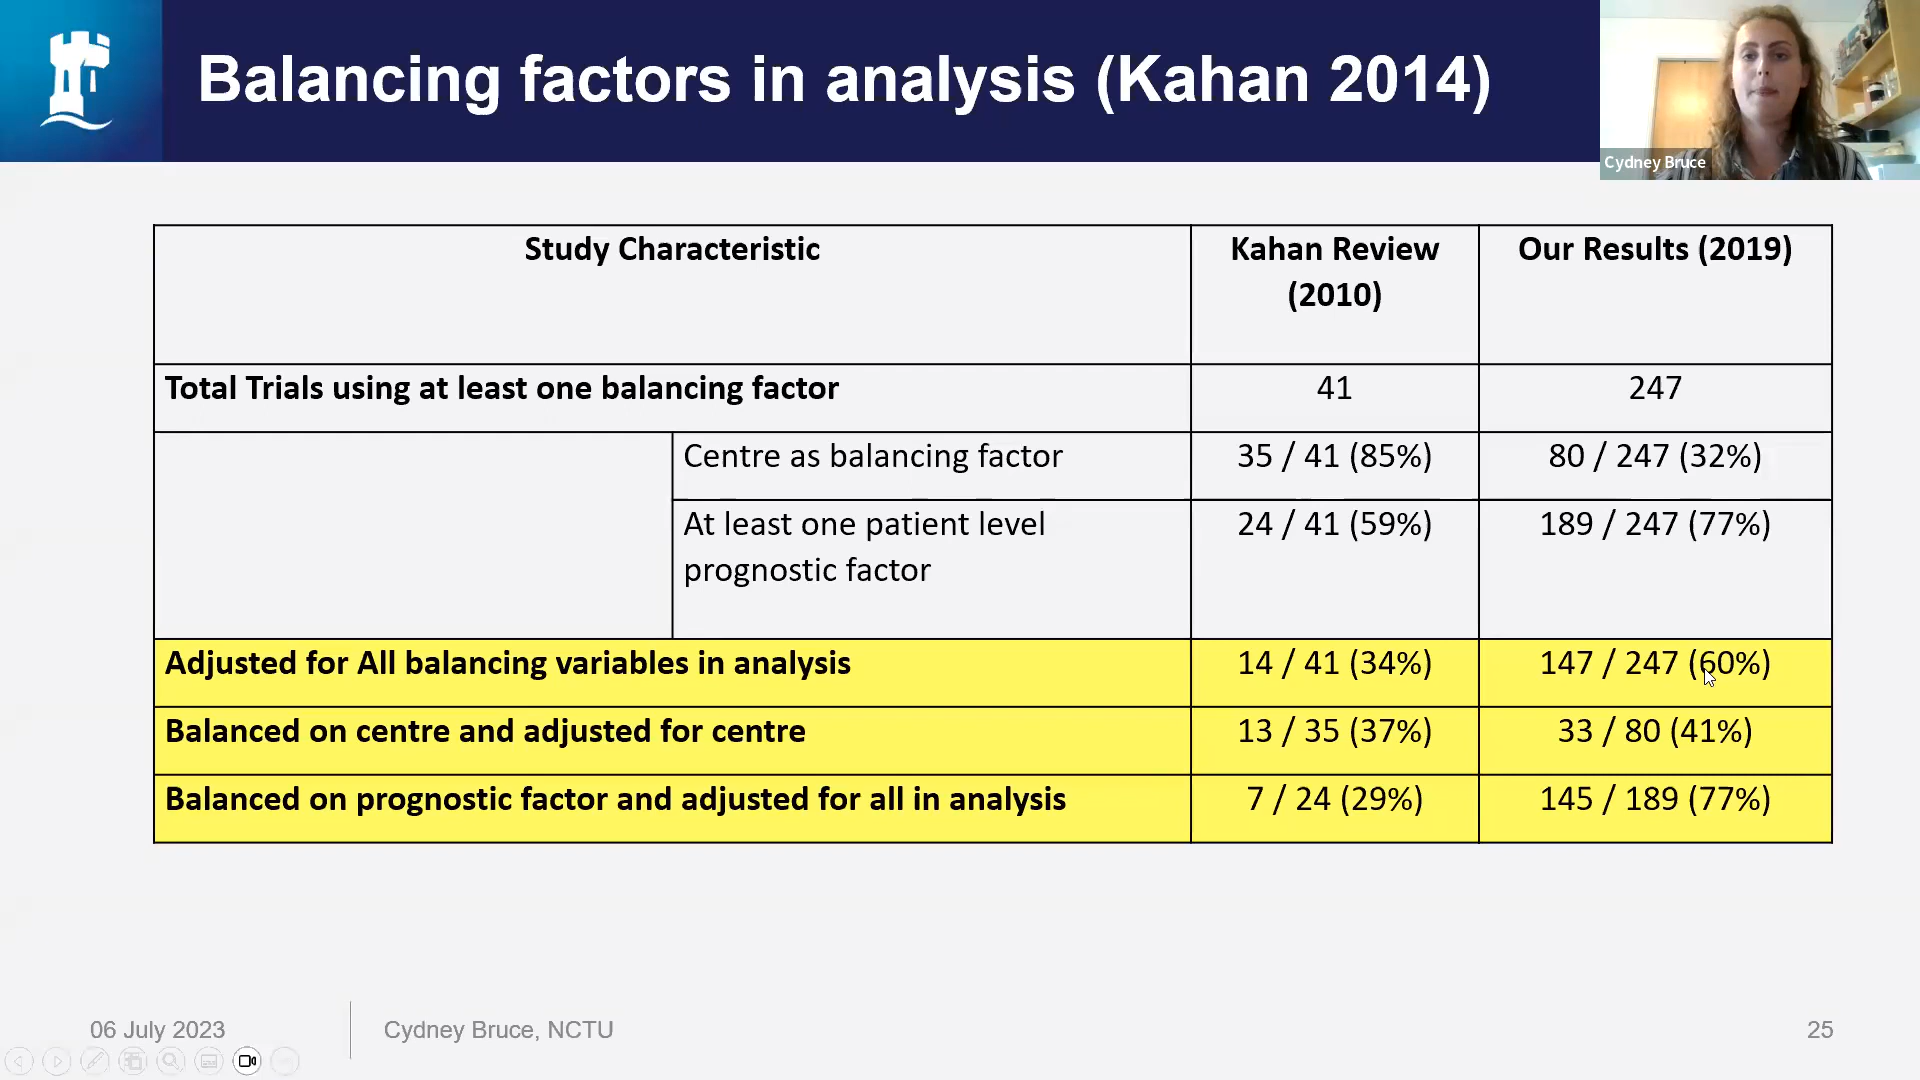 Balancing factors in analysis (Kahan 2014)
Cydney Bruce
Study Characteristic
Kahan Review
(2010)
Our Results (2019)
Total Trials using at least one balancing factor
41
247
Centre as balancing factor
35 / 41 (85%)
80 / 247 (32%)
At least one patient level
prognostic factor
24 / 41 (59%)
189 / 247 (77%)
Adjusted for All balancing variables in analysis
14 / 41 (34%)
147 / 247 (60%)
Balanced on centre and adjusted for centre
13 / 35 (37%)
33 / 80 (41%)
Balanced on prognostic factor and adjusted for all in analysis
7 / 24 (29%)
145 / 189 (77%)
06 July 2023
Cydney Bruce, NCTU
25